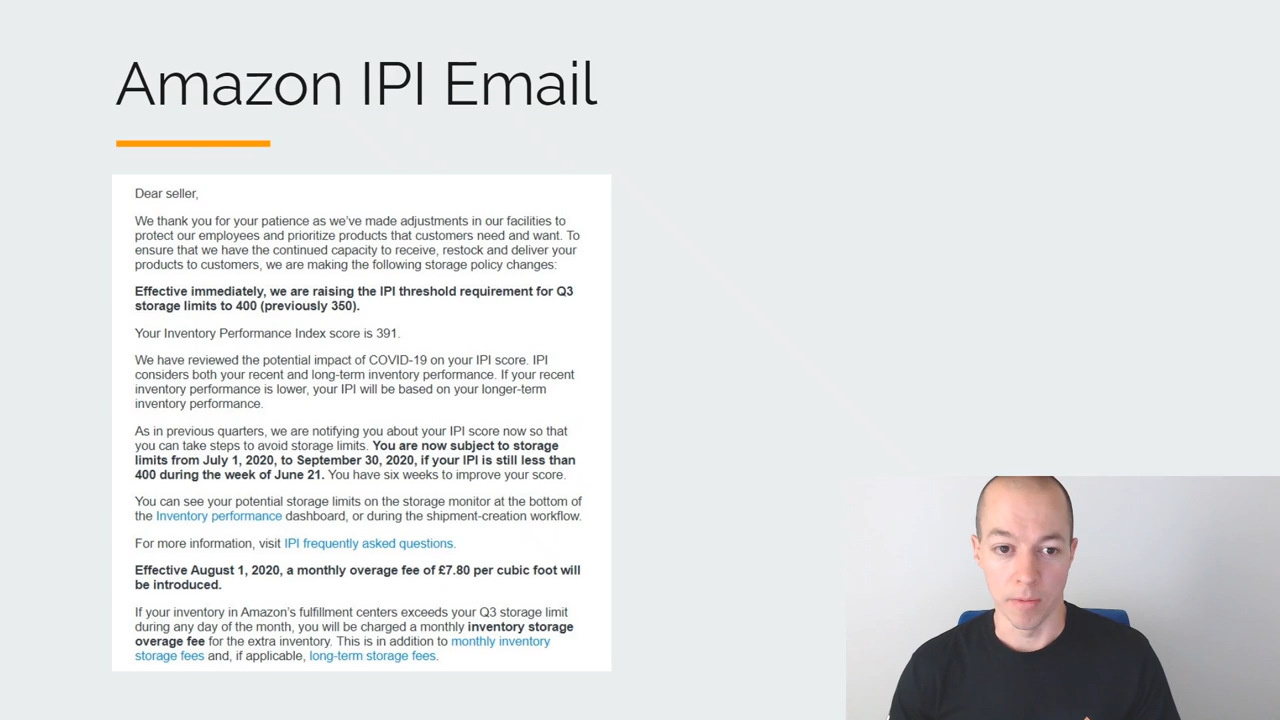 Amazon IPI Email
Dear seller,
We thank you for your patience as we've made adjustments in our facilities to
protect our employees and prioritize products that customers need and want. To
ensure that we have the continued capacity to receive, restock and deliver your
products to customers, we are making the following storage policy changes:
Effective immediately, we are raising the IPI threshold requirement for Q3
storage limits to 400 (previously 350).
Your Inventory Performance Index score is 391.
We have reviewed the potential impact of COVID-19 on your IPI score. IPI
considers both your recent and long-term inventory performance. If your recent
inventory performance is lower, your IPI will be based on your longer-term
inventory performance.
As in previous quarters, we are notifying you about your IPI score now so that
you can take steps to avoid storage limits. You are now subject to storage
limits from July 1, 2020, to September 30, 2020, if your IPI is still less than
400 during the week of June 21. You have six weeks to improve your score.
You can see your potential storage limits on the storage monitor at the bottom of
the Inventory performance dashboard, or during the shipment-creation workflow.
For more information, visit IPI frequently asked questions.
Effective August 1, 2020, a monthly overage fee of £7.80 per cubic foot will
be introduced.
If your inventory in Amazon's fulfillment centers exceeds your Q3 storage limit
during any day of the month, you will be charged a monthly inventory storage
overage fee for the extra inventory. This is in addition to monthly inventory
storage fees and, if applicable, long-term storage fees.